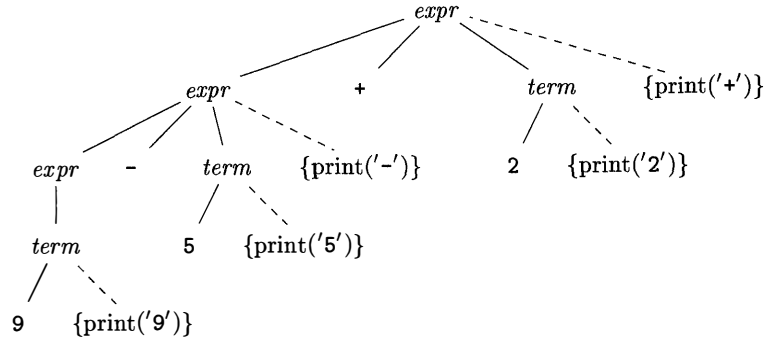 expr
expr + term {print('+')}
expr - term {print('-')} 2 {print('2')}
term 5 {print('5')}
9 {print('9')}